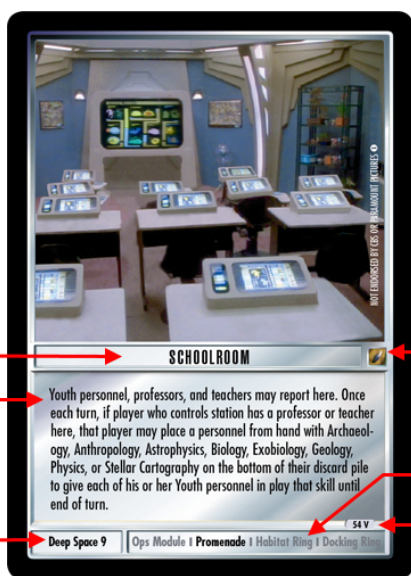 NOT ENDORSED BY CBS OR PARAMOUNT PICTURES
SCHOOLROOM
Youth personnel, professors, and teachers may report here. Once
each turn, if player who controls station has a professor or teacher
here, that player may place a personnel from hand with Archaeol-
ogy, Anthropology, Astrophysics, Biology, Exobiology, Geology,
Physics, or Stellar Cartography on the bottom of their discard pile
to give each of his or her Youth personnel in play that skill until
end of turn.
54 V
Deep Space 9
Ops Module I Promenade I Habitat Ring I Docking Ring